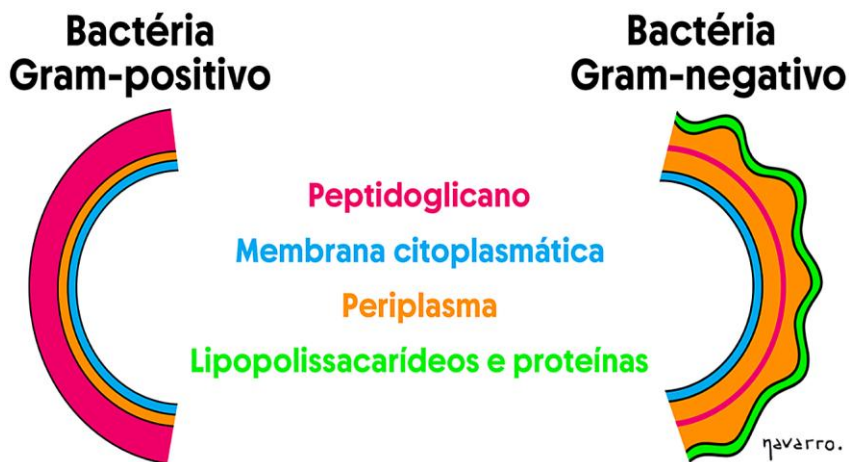 Bactéria
Gram-positivo
Bactéria
Gram-negativo
Peptidoglicano
Membrana citoplasmática
Periplasma
Lipopolissacarídeos e proteínas
navarro.